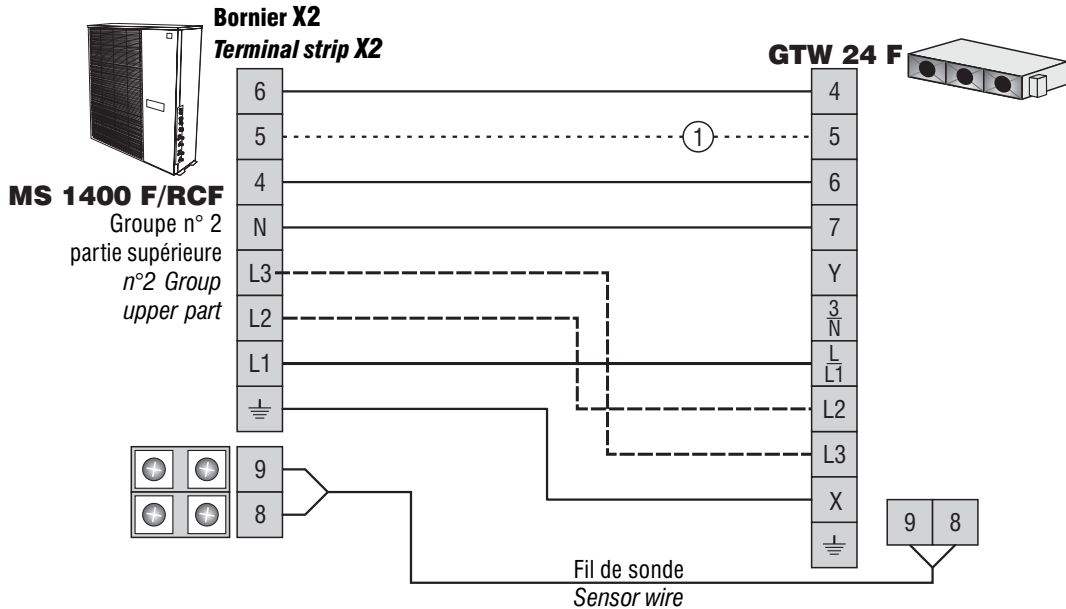 Bornier X2
Terminal strip X2
GTW 24 F
MS 1400 F/RCF
Groupe n° 2
partie supérieure
n°2 Group
upper part
6
5
4
N
L3
L2
L1
9
8
1
4
5
6
7
Y
3
N
L
L1
L2
L3
X
9 8
Fil de sonde
Sensor wire